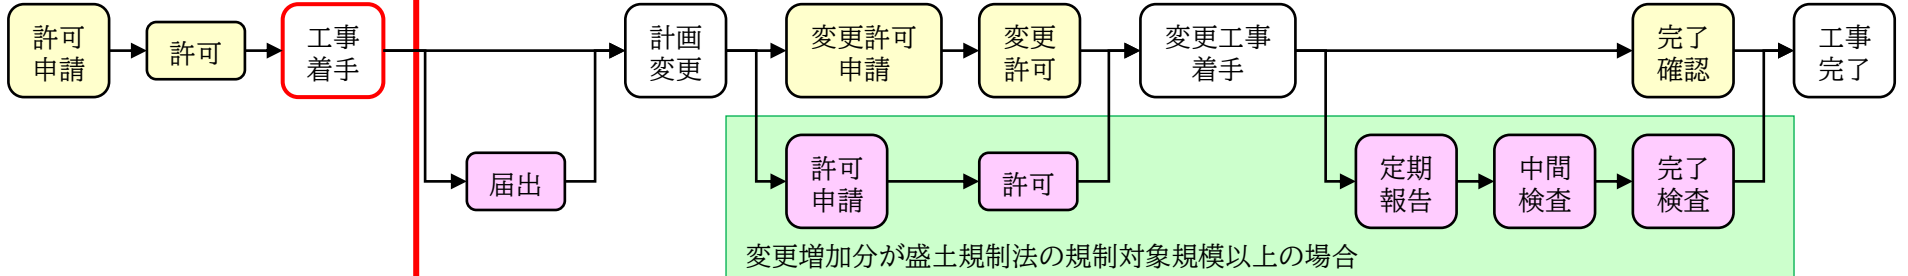 許可
申請
許可
工事
着手
計画
変更
変更許可
申請
変更
許可
変更工事
着手
完了
確認
工事
完了
届出
許可
申請
許可
定期
報告
中間
検査
完了
検査
変更増加分が盛土規制法の規制対象規模以上の場合